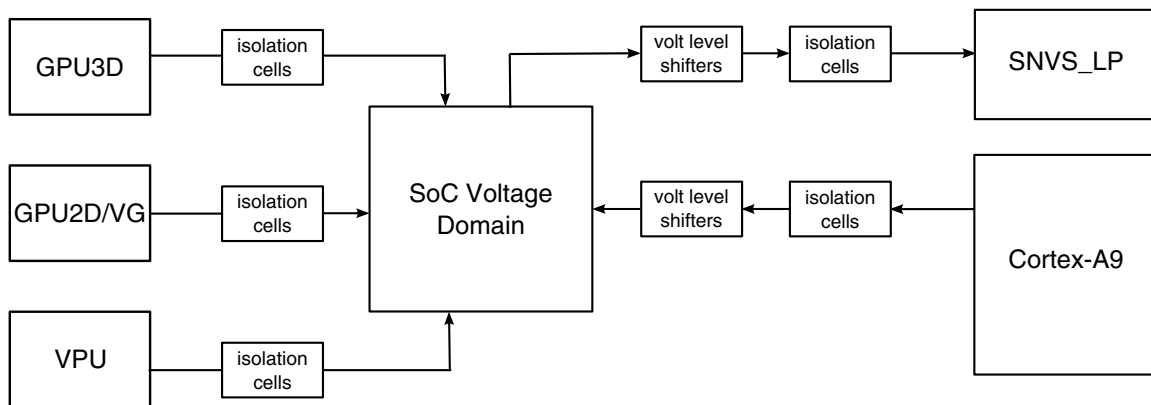 GPU3D
isolation
cells
volt level
shifters
isolation
cells
SNVS_LP
GPU2D/VG
isolation
cells
SoC Voltage
Domain
volt level
shifters
isolation
cells
Cortex-A9
VPU
isolation
cells